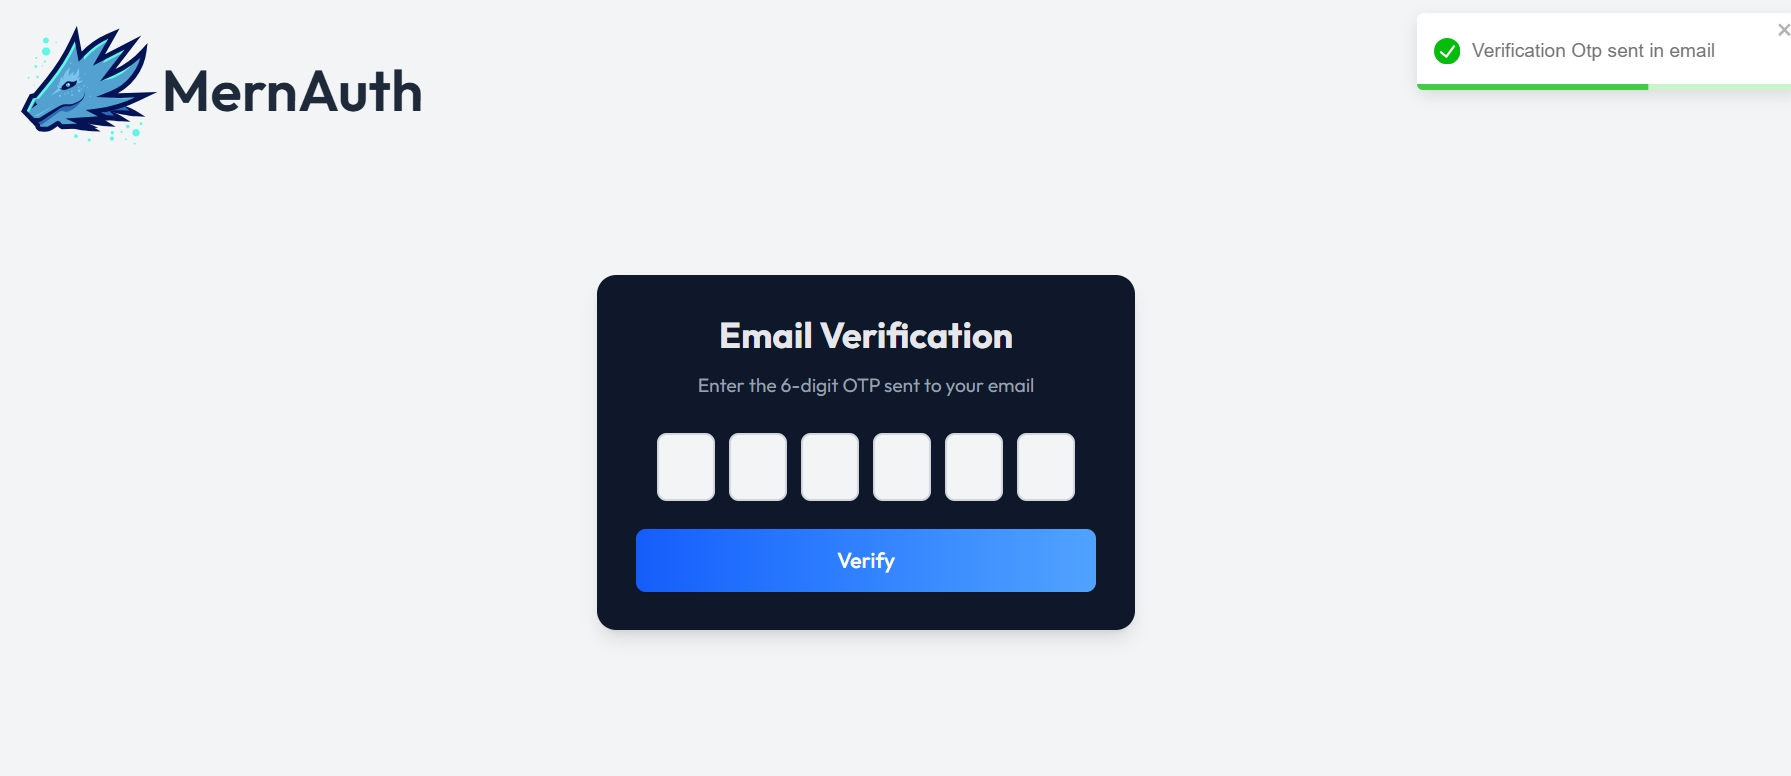 MernAuth
Verification Otp sent in email
Email Verification
Enter the 6-digit OTP sent to your email
Verify